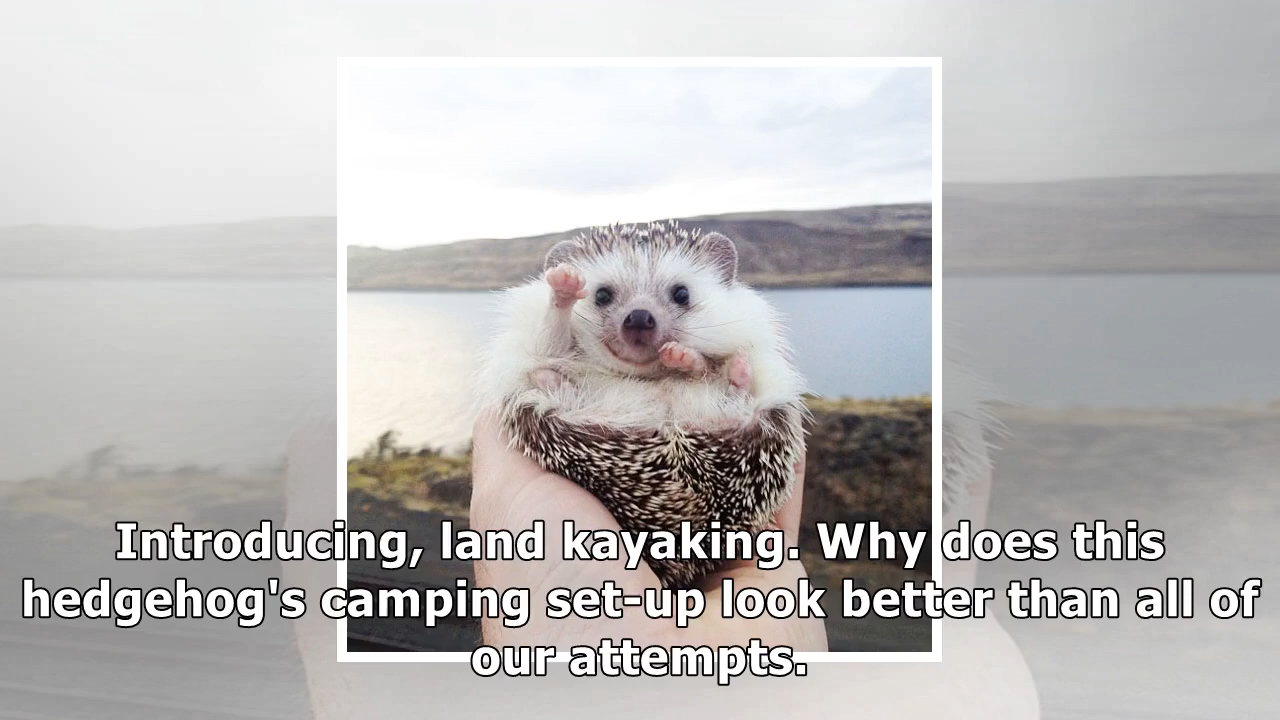 Introducing, land kayaking. Why does this
hedgehog's camping set-up look better than all of
our attempts.